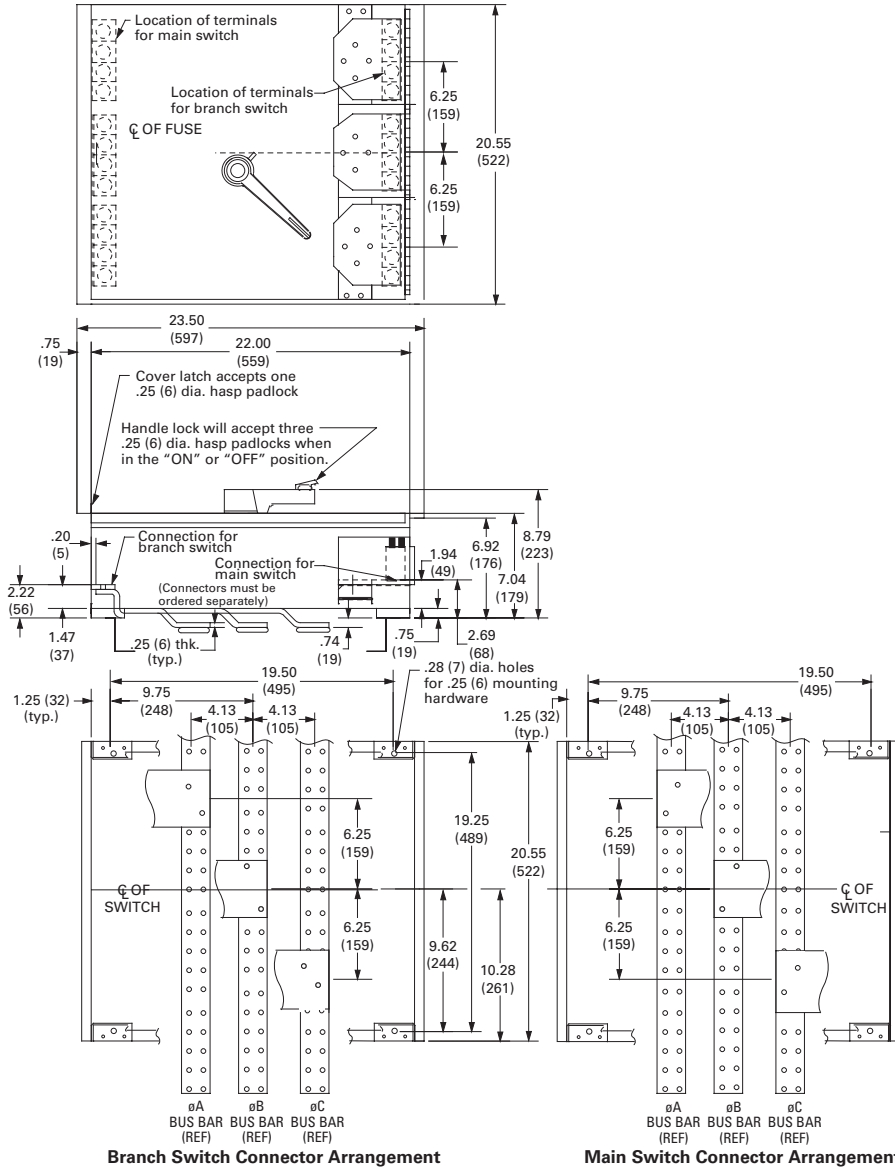 Location of terminals
for main switch
Location of terminals
for branch switch
℄ OF FUSE
6.25
(159)
20.55
(522)
6.25
(159)
23.50
(597)
.75
(19)
22.00
(559)
Cover latch accepts one
.25 (6) dia. hasp padlock
Handle lock will accept three
.25 (6) dia. hasp padlocks when
in the “ON” or “OFF” position.
.20
(5)
Connection for
branch switch
Connection for
main switch
(Connectors must be
ordered separately)
1.94
(49)
6.92
(176)
8.79
(223)
7.04
(179)
2.22
(56)
1.47
(37)
.25 (6) thk.
(typ.)
.74
(19)
.75
(19)
2.69
(68)
19.50
(495)
.28 (7) dia. holes
for .25 (6) mounting
hardware
1.25 (32)
(typ.)
9.75
(248)
4.13
(105)
4.13
(105)
6.25
(159)
19.25
(489)
20.55
(522)
℄ OF
SWITCH
6.25
(159)
9.62
(244)
10.28
(261)
øA
BUS BAR
(REF)
øB
BUS BAR
(REF)
øC
BUS BAR
(REF)
Branch Switch Connector Arrangement
19.50
(495)
1.25 (32)
(typ.)
9.75
(248)
4.13
(105)
4.13
(105)
6.25
(159)
℄ OF
SWITCH
6.25
(159)
øA
BUS BAR
(REF)
øB
BUS BAR
(REF)
øC
BUS BAR
(REF)
Main Switch Connector Arrangement